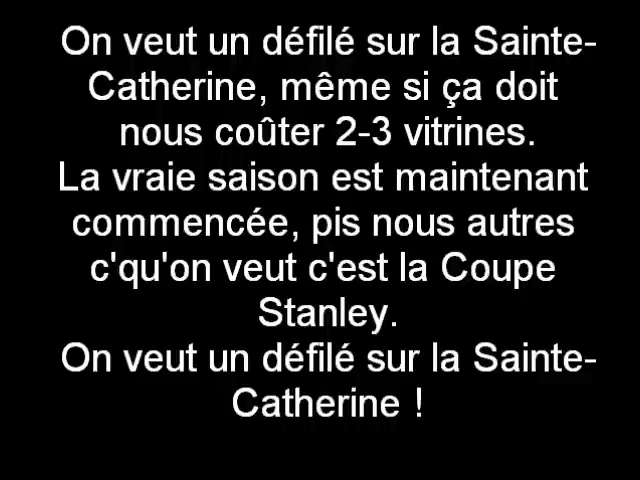 On veut un défilé sur la Sainte-
Catherine, même si ça doit
nous coûter 2-3 vitrines.
La vraie saison est maintenant
commencée, pis nous autres
c'qu'on veut c'est la Coupe
Stanley.
On veut un défilé sur la Sainte-
Catherine !